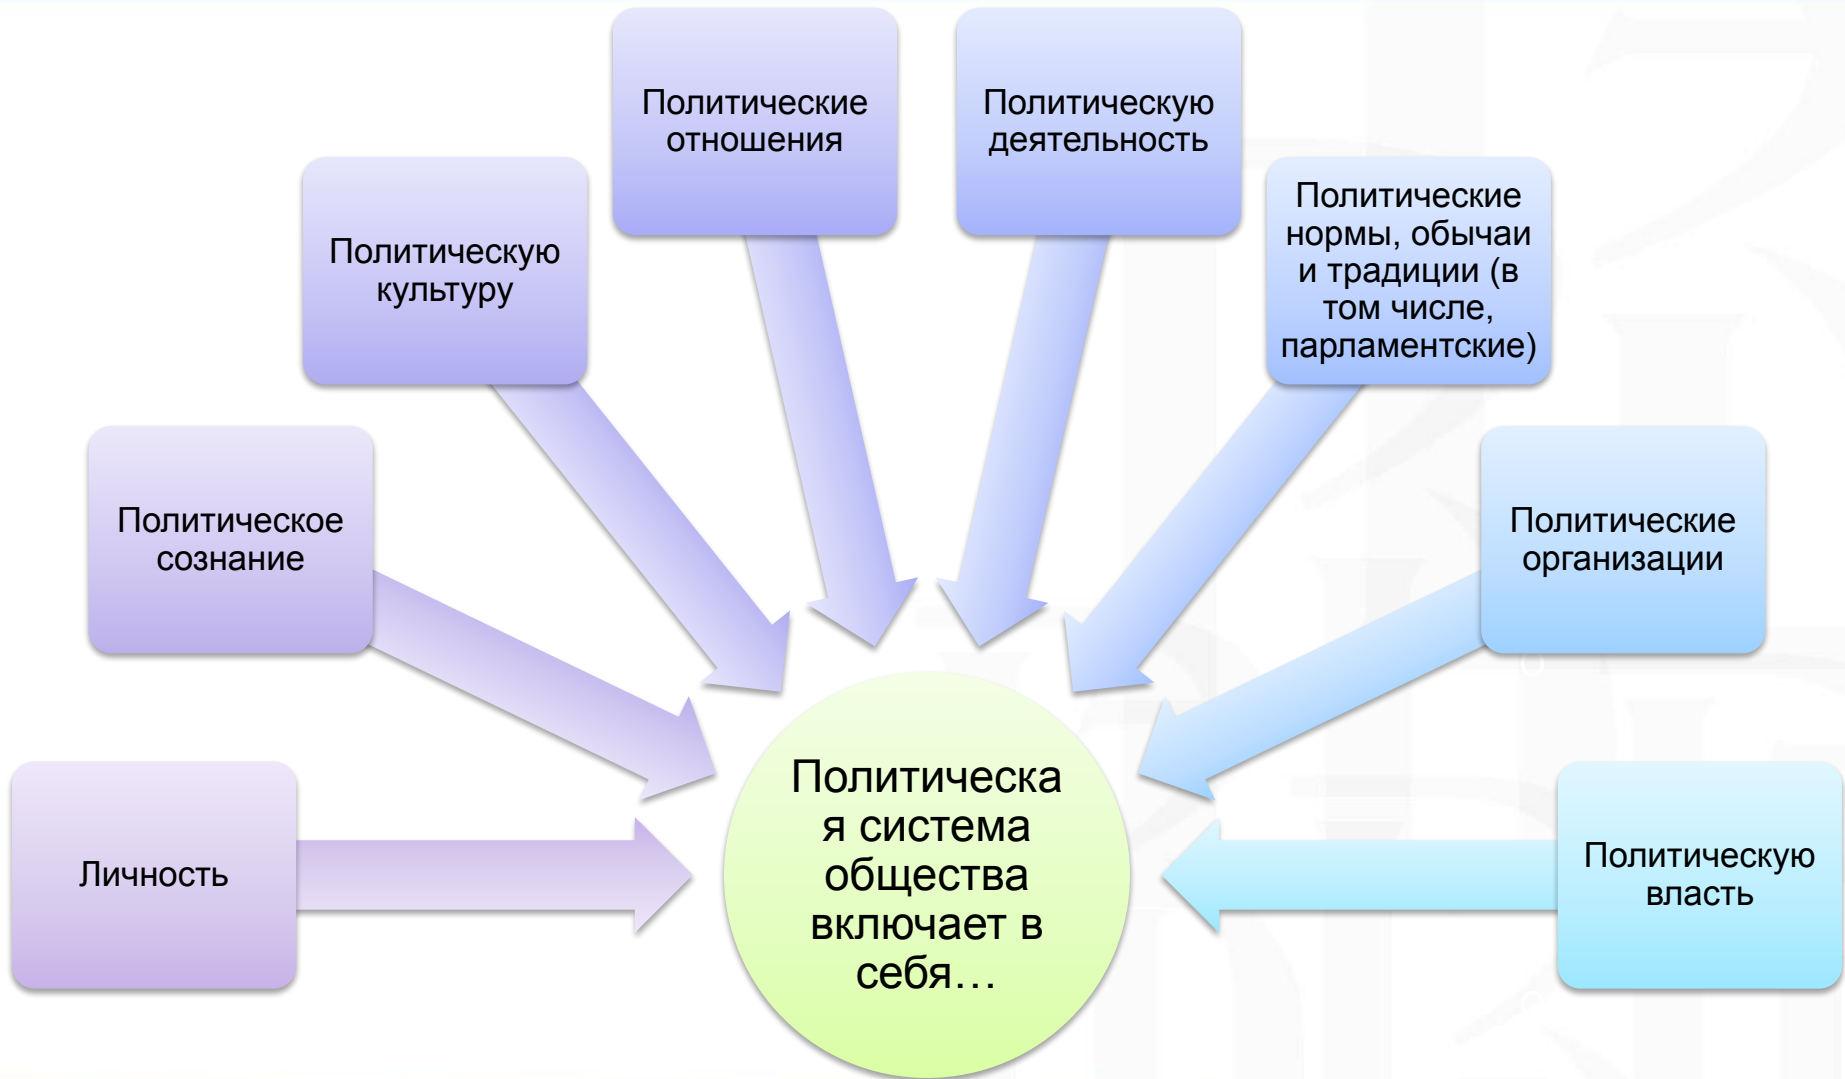 Политические
отношения
Политическую
деятельность
Политическую
культуру
Политические
нормы, обычаи
и традиции (в
том числе,
парламентские)
Политическое
сознание
Политические
организации
Личность
Политическа
я система
общества
включает в
себя…
Политическую
власть